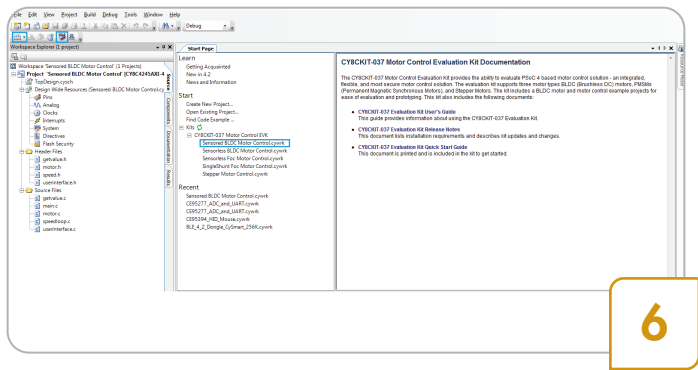 File Edit View Project Build Debug Tools Window Help
Debug
Workspace Explorer (1 project)
Workspace 'Sensored BLDC Motor Control' (1 Projects)
Project 'Sensored BLDC Motor Control' [CY8C4245AXI-4
TopDesign.cysch
Design Wide Resources (Sensored BLDC Motor Control.cy
Pins
Analog
Clocks
Interrupts
System
Directives
Flash Security
Header Files
getvalue.h
motor.h
speed.h
userinterface.h
Source Files
getvalue.c
main.c
motor.c
speedloop.c
userinterface.c
Source
Components
Documentation
Results
Start Page
Learn
Getting Acquainted
New in 4.2
News and Information
Start
Create New Project...
Open Existing Project...
Find Code Example ...
Kits
CY8CKIT-037 Motor Control EVK
Sensored BLDC Motor Control.cywrk
Sensorless BLDC Motor Control.cywrk
Sensorless Foc Motor Control.cywrk
SingleShunt Foc Motor Control.cywrk
Stepper Motor Control.cywrk
Recent
Sensored BLDC Motor Control.cywrk
CE95277_ADC_and_UART.cywrk
CE95277_ADC_and_UART.cywrk
CE95394_HID_Mouse.cywrk
BLE_4_2_Dongle_CySmart_256K.cywrk
CY8CKIT-037 Motor Control Evaluation Kit Documentation
The CY8CKIT-037 Motor Control Evaluation Kit provides the ability to evaluate PSoC 4 based motor control solution - an integrated,
flexible, and most secure motor control solution. The evaluation kit supports three motor types BLDC (Brushless DC) motors, PMSMs
(Permanent Magnetic Synchronous Motors), and Stepper Motors. The kit includes a BLDC motor and motor control example projects for
ease of evaluation and prototyping. This kit also includes the following documents:
• CY8CKIT-037 Evaluation Kit User's Guide
This guide provides information about using the CY8CKIT-037 Evaluation Kit.
• CY8CKIT-037 Evaluation Kit Release Notes
This document lists installation requirements and describes kit updates and changes.
• CY8CKIT-037 Evaluation Kit Quick Start Guide
This document is printed and is included in the kit to get started.
Resource Meter
6